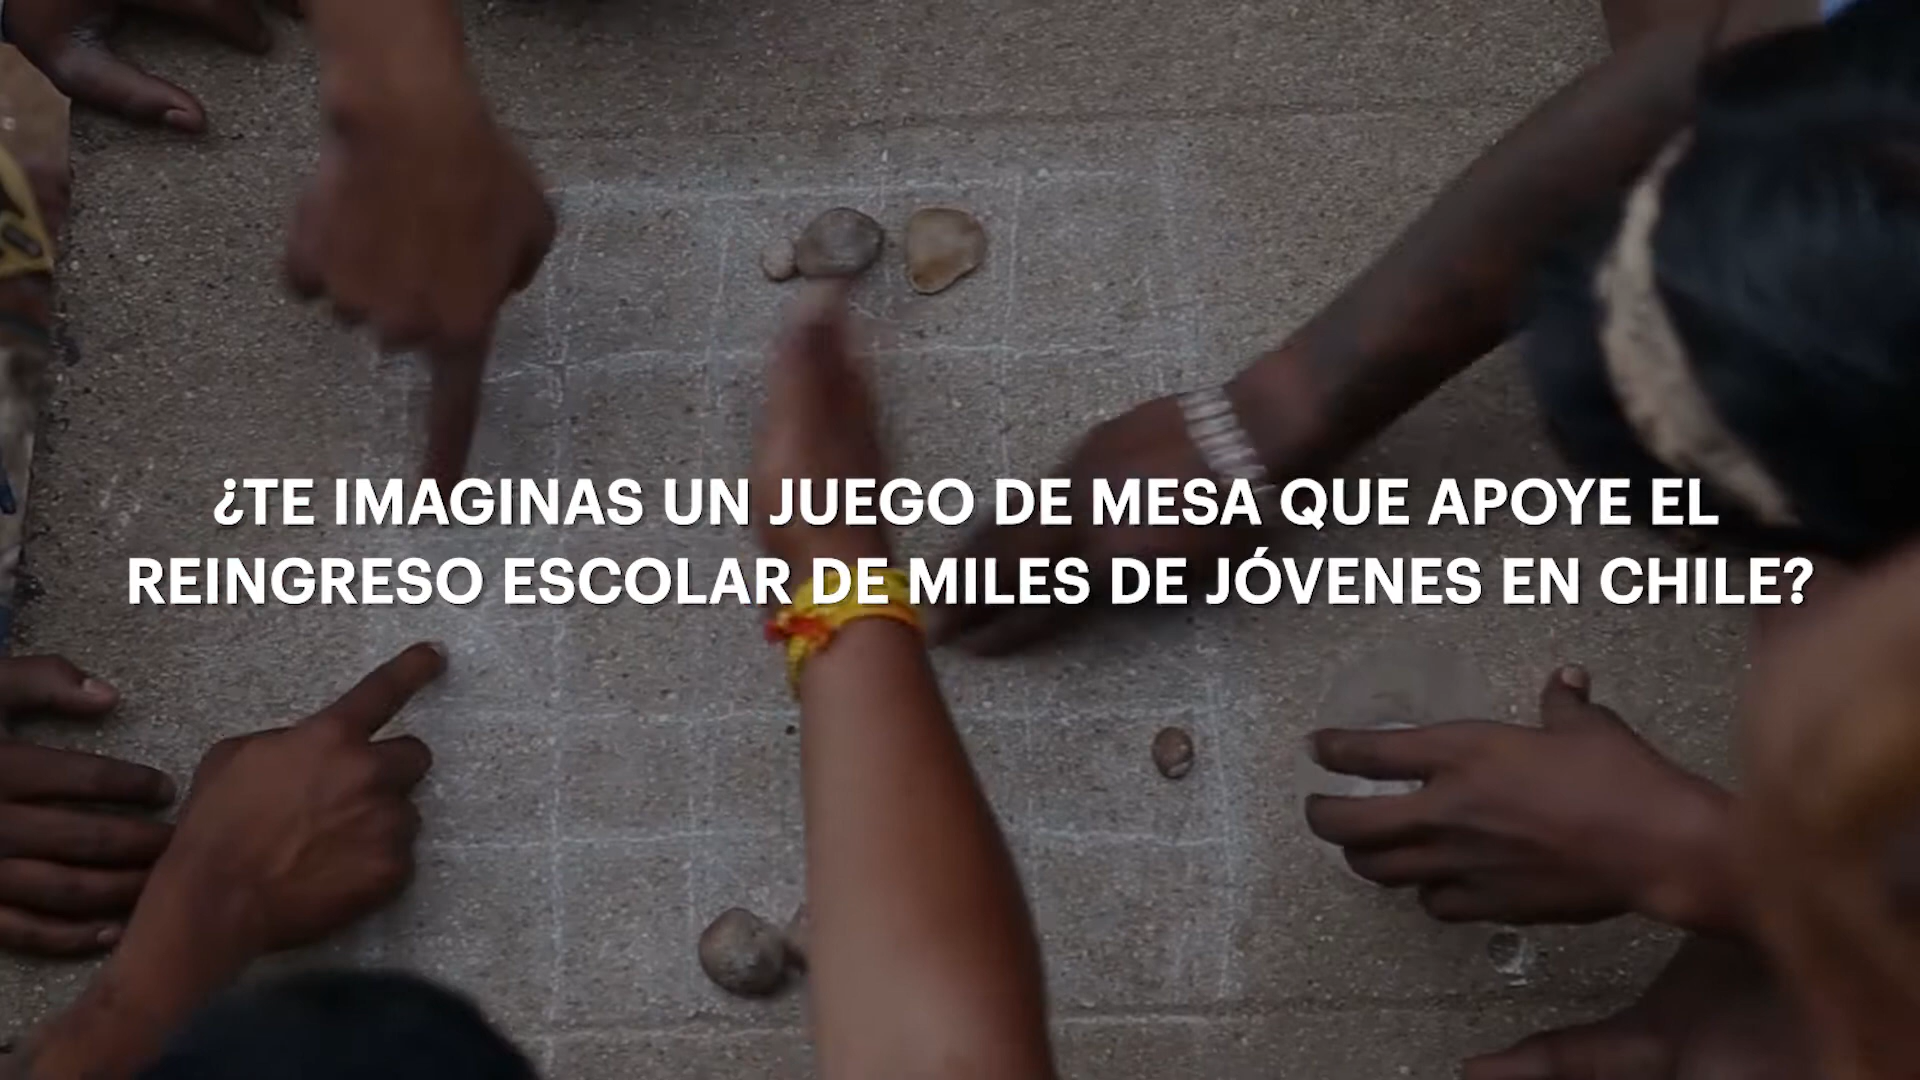 ¿TE IMAGINAS UN JUEGO DE MESA QUE APOYE EL
REINGRESO ESCOLAR DE MILES DE JÓVENES EN CHILE?